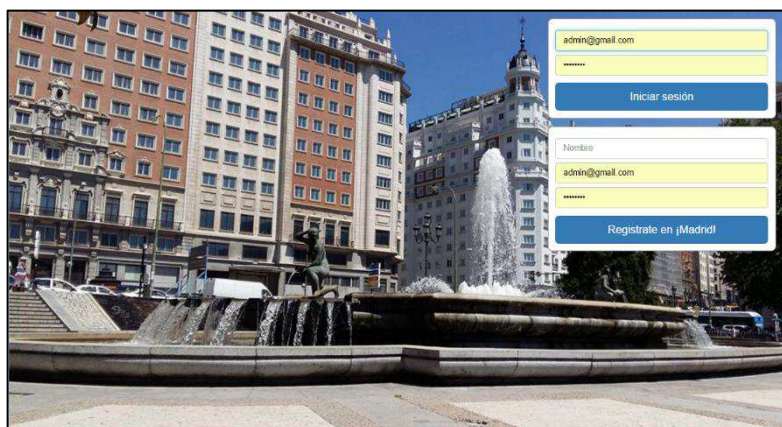 admin@gmail.com
••••••••
Iniciar sesión
Nombre
admin@gmail.com
••••••••
Registrate en ¡Madrid!